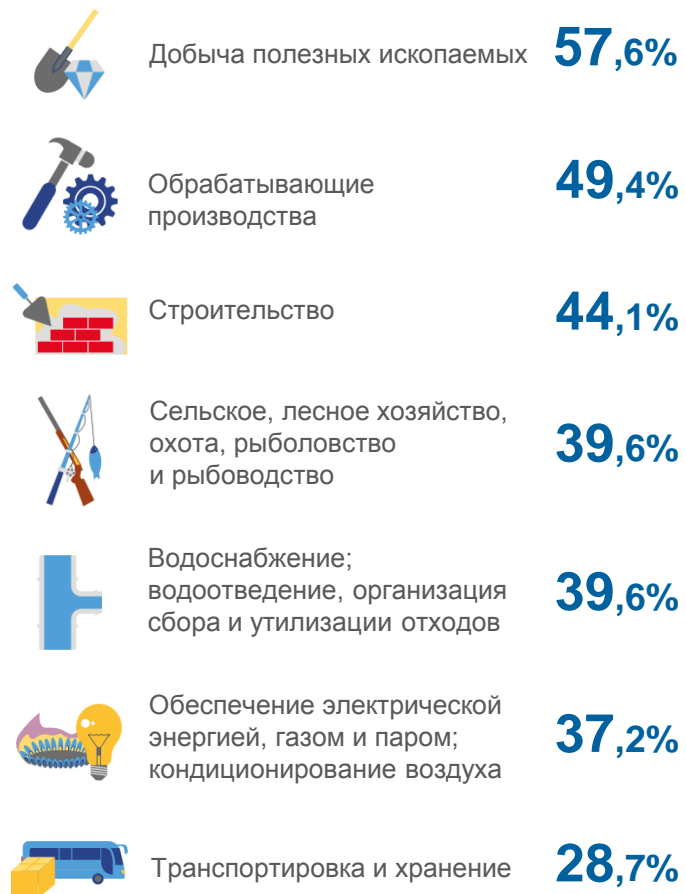 Добыча полезных ископаемых 57,6%
Обрабатывающие
производства 49,4%
Строительство 44,1%
Сельское, лесное хозяйство,
охота, рыболовство
и рыбоводство 39,6%
Водоснабжение;
водоотведение, организация
сбора и утилизации отходов 39,6%
Обеспечение электрической
энергией, газом и паром;
кондиционирование воздуха 37,2%
Транспортировка и хранение 28,7%